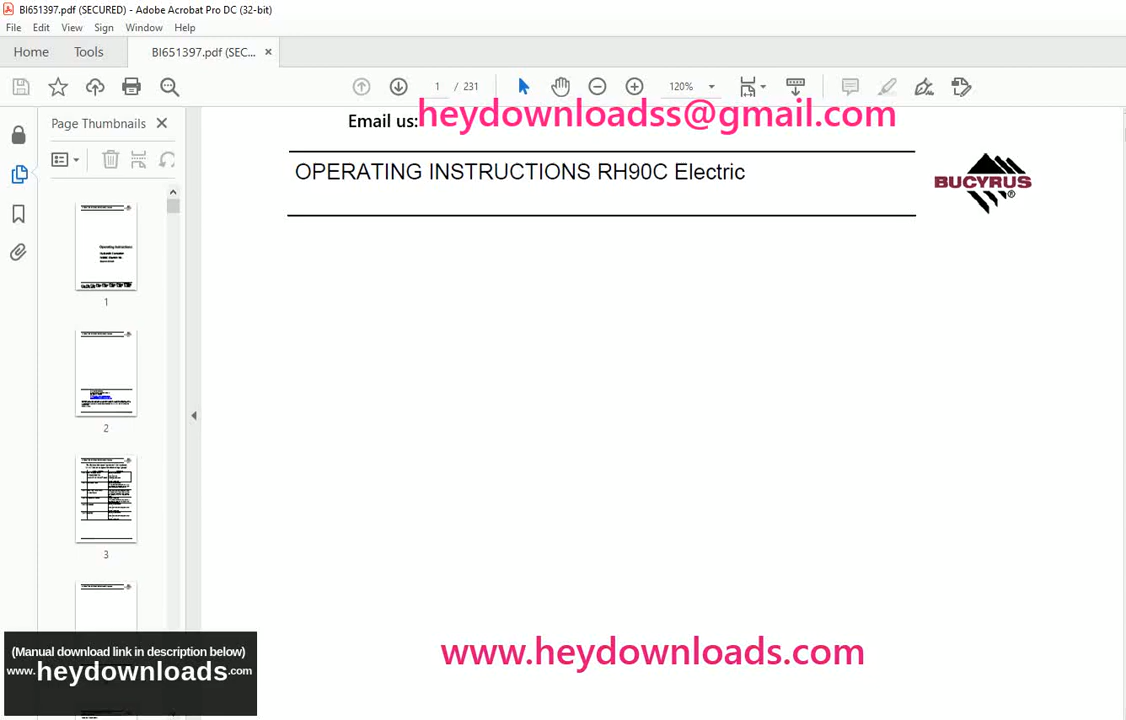 BI651397.pdf (SECURED) - Adobe Acrobat Pro DC (32-bit)
File Edit View Sign Window Help
Home Tools BI651397.pdf (SEC... ×
1 / 231 120%
Email us:heydownloadss@gmail.com
Page Thumbnails
OPERATING INSTRUCTIONS RH90C Electric
BUCYRUS
®
1
2
3
(Manual download link in description below)
www.heydownloads.com
www.heydownloads.com